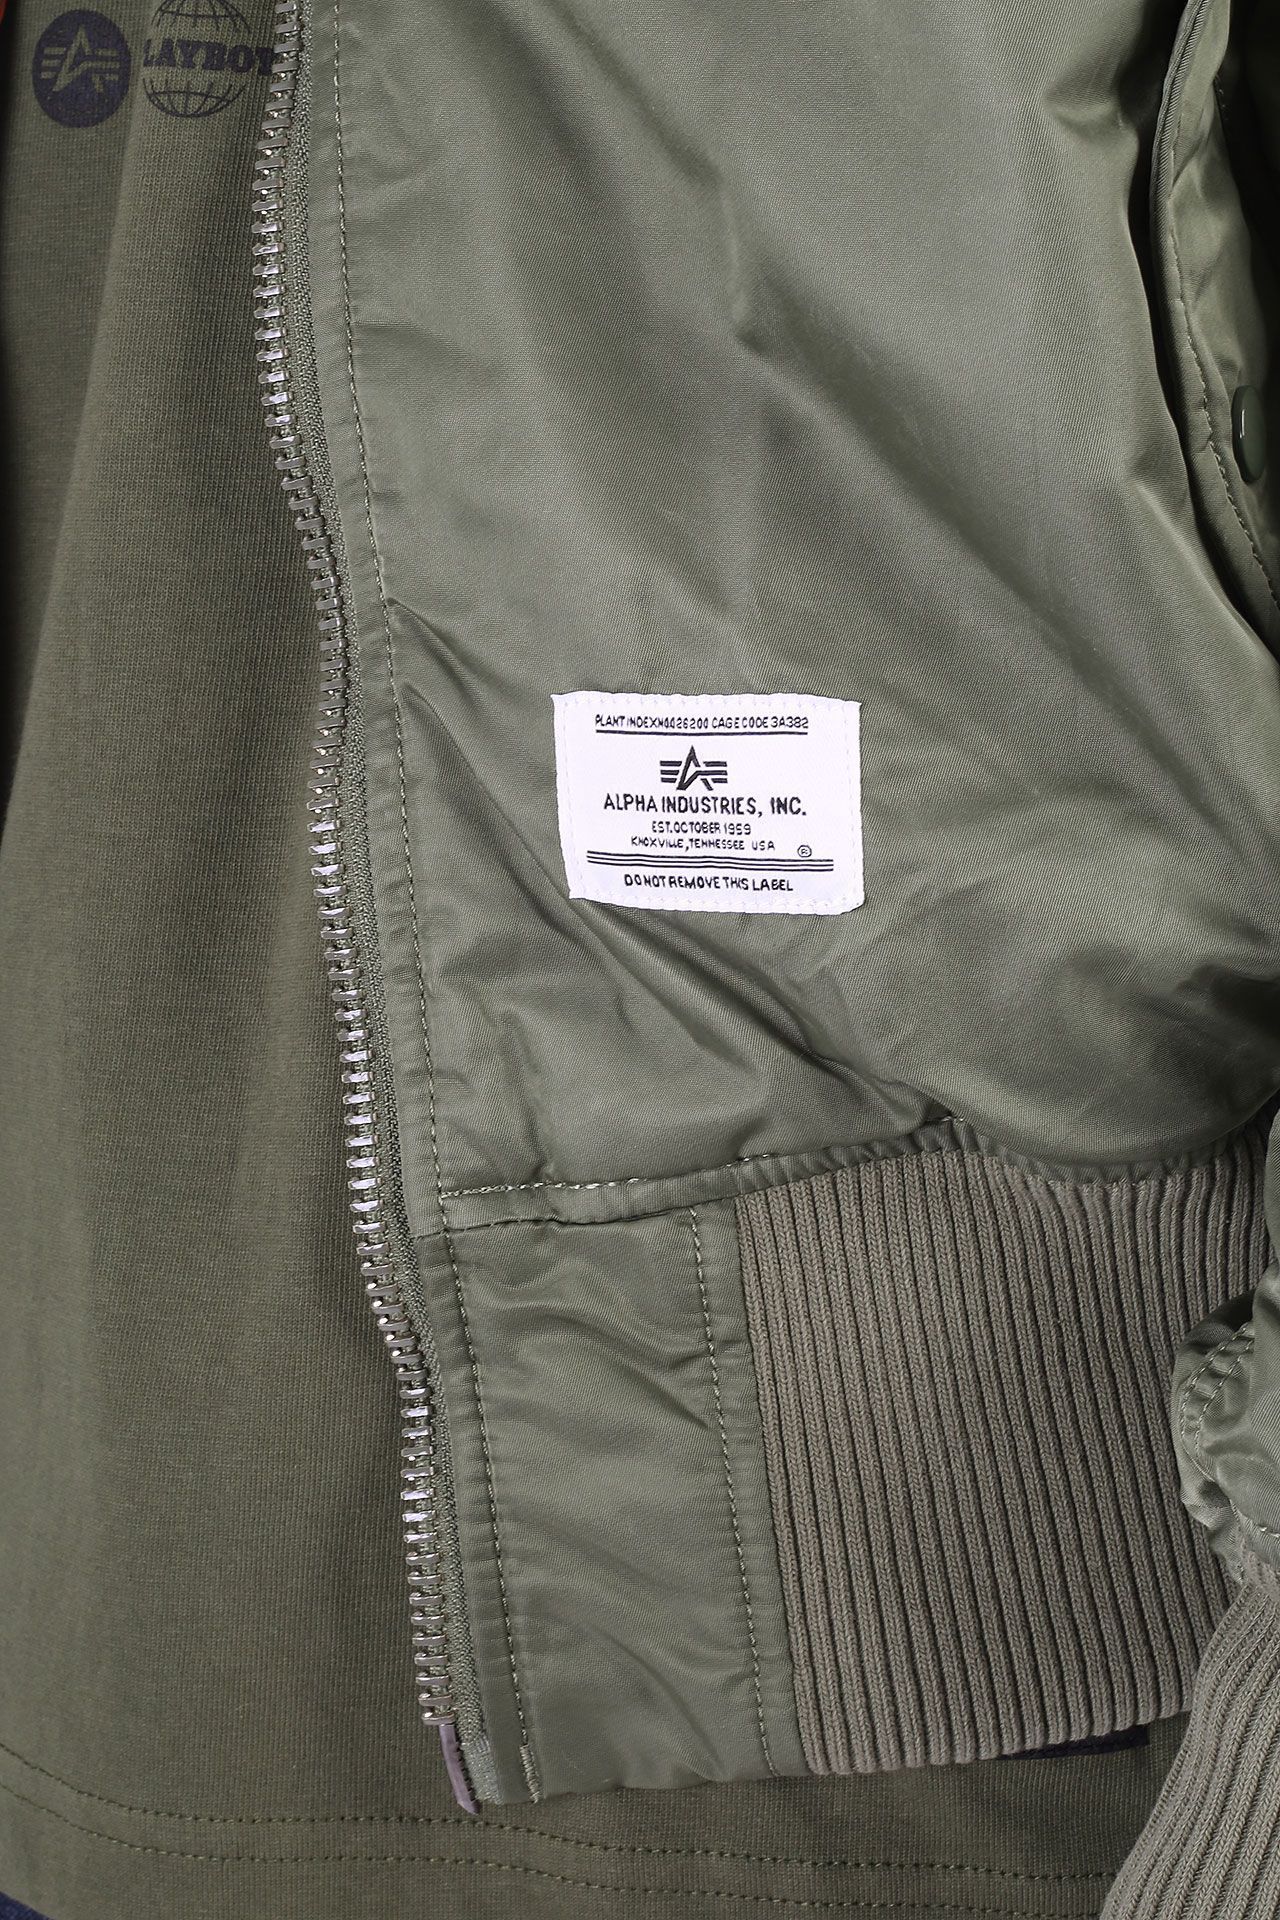 LAYBOY
PLANT INDEXN0026200 CAGE CODE 3A382
ALPHA INDUSTRIES, INC.
EST. OCTOBER 1959
KNOXVILLE, TENNESSEE USA ®
DO NOT REMOVE THIS LABEL